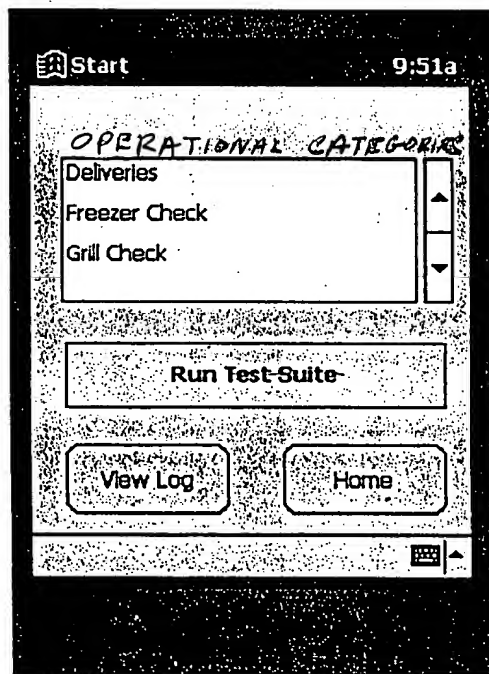 Start 9:51a
OPERATIONAL CATEGORIES
Deliveries
Freezer Check
Grill Check
Run Test Suite
View Log Home